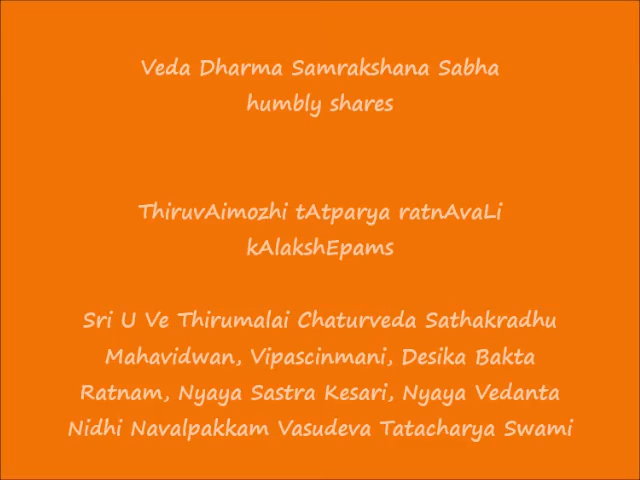 Veda Dharma Samrakshana Sabha
humbly shares
ThiruvAimozhi tAtparya ratnAvaLi
kAlakshEpams
Sri U Ve Thirumalai Chaturveda Sathakradhu
Mahavidwan, Vipascinmani, Desika Bakta
Ratnam, Nyaya Sastra Kesari, Nyaya Vedanta
Nidhi Navalpakkam Vasudeva Tatacharya Swami